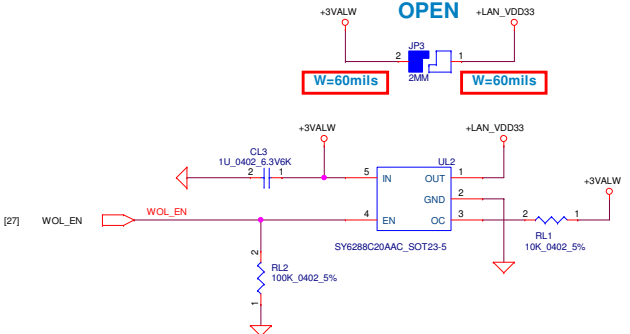 OPEN
+3VALW +LAN_VDD33
JP3
2 1
2MM
W=60mils W=60mils
+3VALW +LAN_VDD33
CL3
1U_0402_6.3V6K
2 1
UL2
5 IN OUT 1
GND 2
4 EN OC 3
+3VALW
[27] WOL_EN WOL_EN
2 1
RL1
10K_0402_5%
SY6288C20AAC_SOT23-5
2
RL2
100K_0402_5%
1